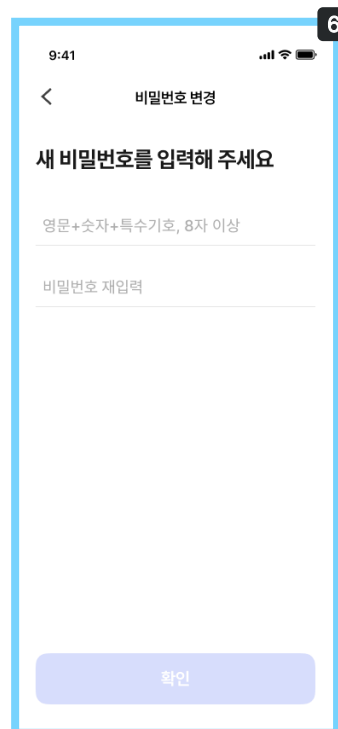 6
9:41
비밀번호 변경
새 비밀번호를 입력해 주세요
영문+숫자+특수기호, 8자 이상
비밀번호 재입력
확인